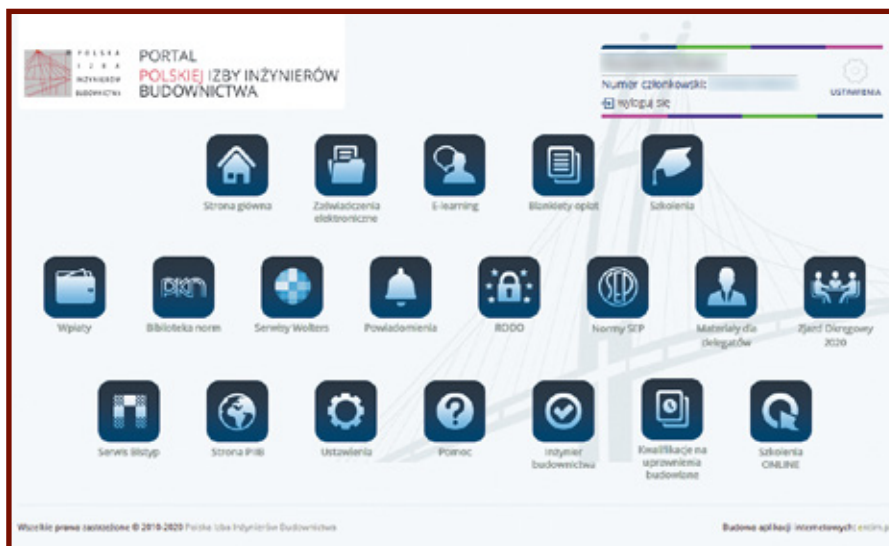 POLSKA
IZBA
INŻYNIERÓW
BUDOWNICTWA
PORTAL
POLSKIEJ IZBY INŻYNIERÓW
BUDOWNICTWA
Numer członkowski:
wyloguj się
USTAWIENIA
Strona główna
Zaświadczenia
elektroniczne
E-learning
Blankiety opłat
Szkolenia
Wpłaty
PKN
Biblioteka norm
Serwisy Wolters
Powiadomienia
RODO
SEP
Normy SEP
Materiały dla
delegatów
Zjazd Okręgowy
2020
Serwis Bistyp
Strona PIIB
Ustawienia
Pomoc
Inżynier
budownictwa
Kwalifikacje na
uprawnienia
budowlane
Szkolenia
ONLINE
Wszelkie prawa zastrzeżone © 2010-2020 Polska Izba Inżynierów Budownictwa
Budowa aplikacji internetowych: